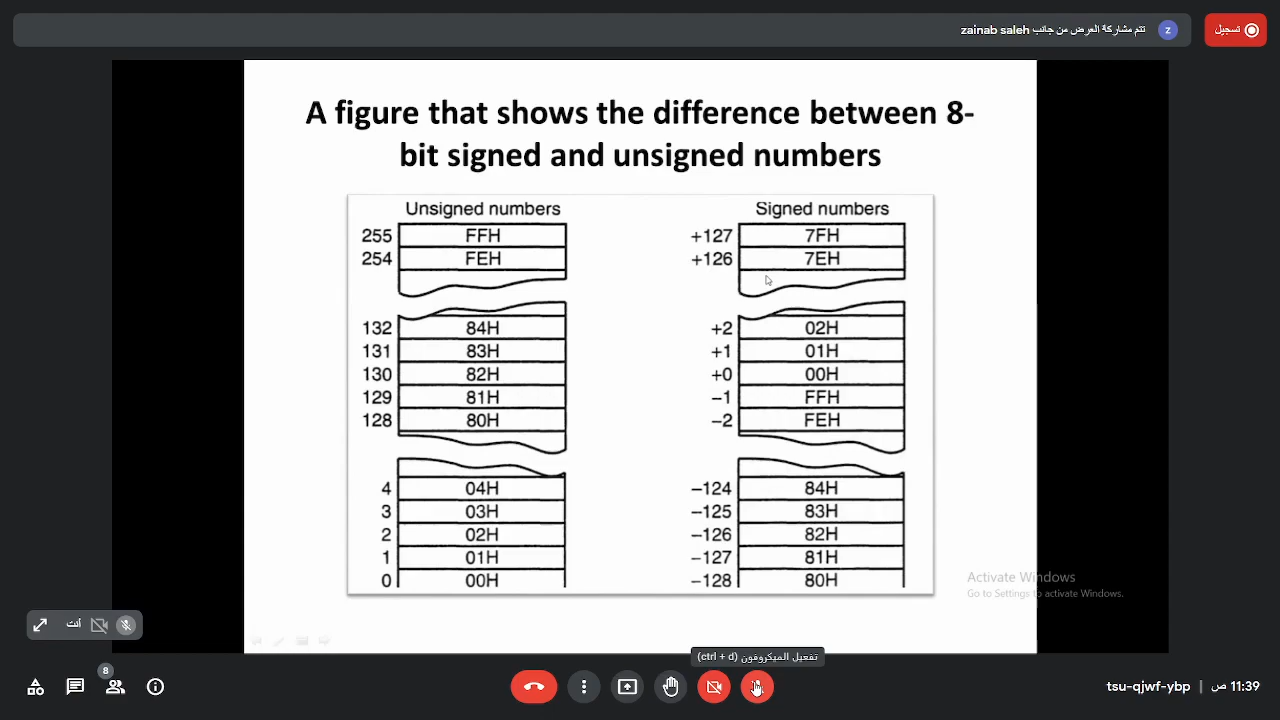 تتم مشاركة العرض من جانب zainab saleh
z
تسجيل
A figure that shows the difference between 8-
bit signed and unsigned numbers
Unsigned numbers
255 FFH
254 FEH
132 84H
131 83H
130 82H
129 81H
128 80H
4 04H
3 03H
2 02H
1 01H
0 00H
Signed numbers
+127 7FH
+126 7EH
+2 02H
+1 01H
+0 00H
−1 FFH
−2 FEH
−124 84H
−125 83H
−126 82H
−127 81H
−128 80H
Activate Windows
Go to Settings to activate Windows.
أنت
تفعيل الميكروفون (ctrl + d)
8
tsu-qjwf-ybp
11:39 ص